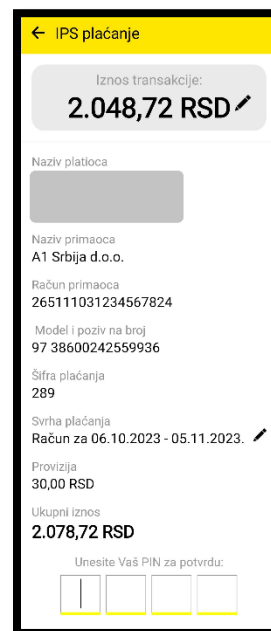 IPS plaćanje
Iznos transakcije:
2.048,72 RSD
Naziv platioca
Naziv primaoca
A1 Srbija d.o.o.
Račun primaoca
265111031234567824
Model i poziv na broj
97 38600242559936
Šifra plaćanja
289
Svrha plaćanja
Račun za 06.10.2023 - 05.11.2023.
Provizija
30,00 RSD
Ukupni iznos
2.078,72 RSD
Unesite Vaš PIN za potvrdu: